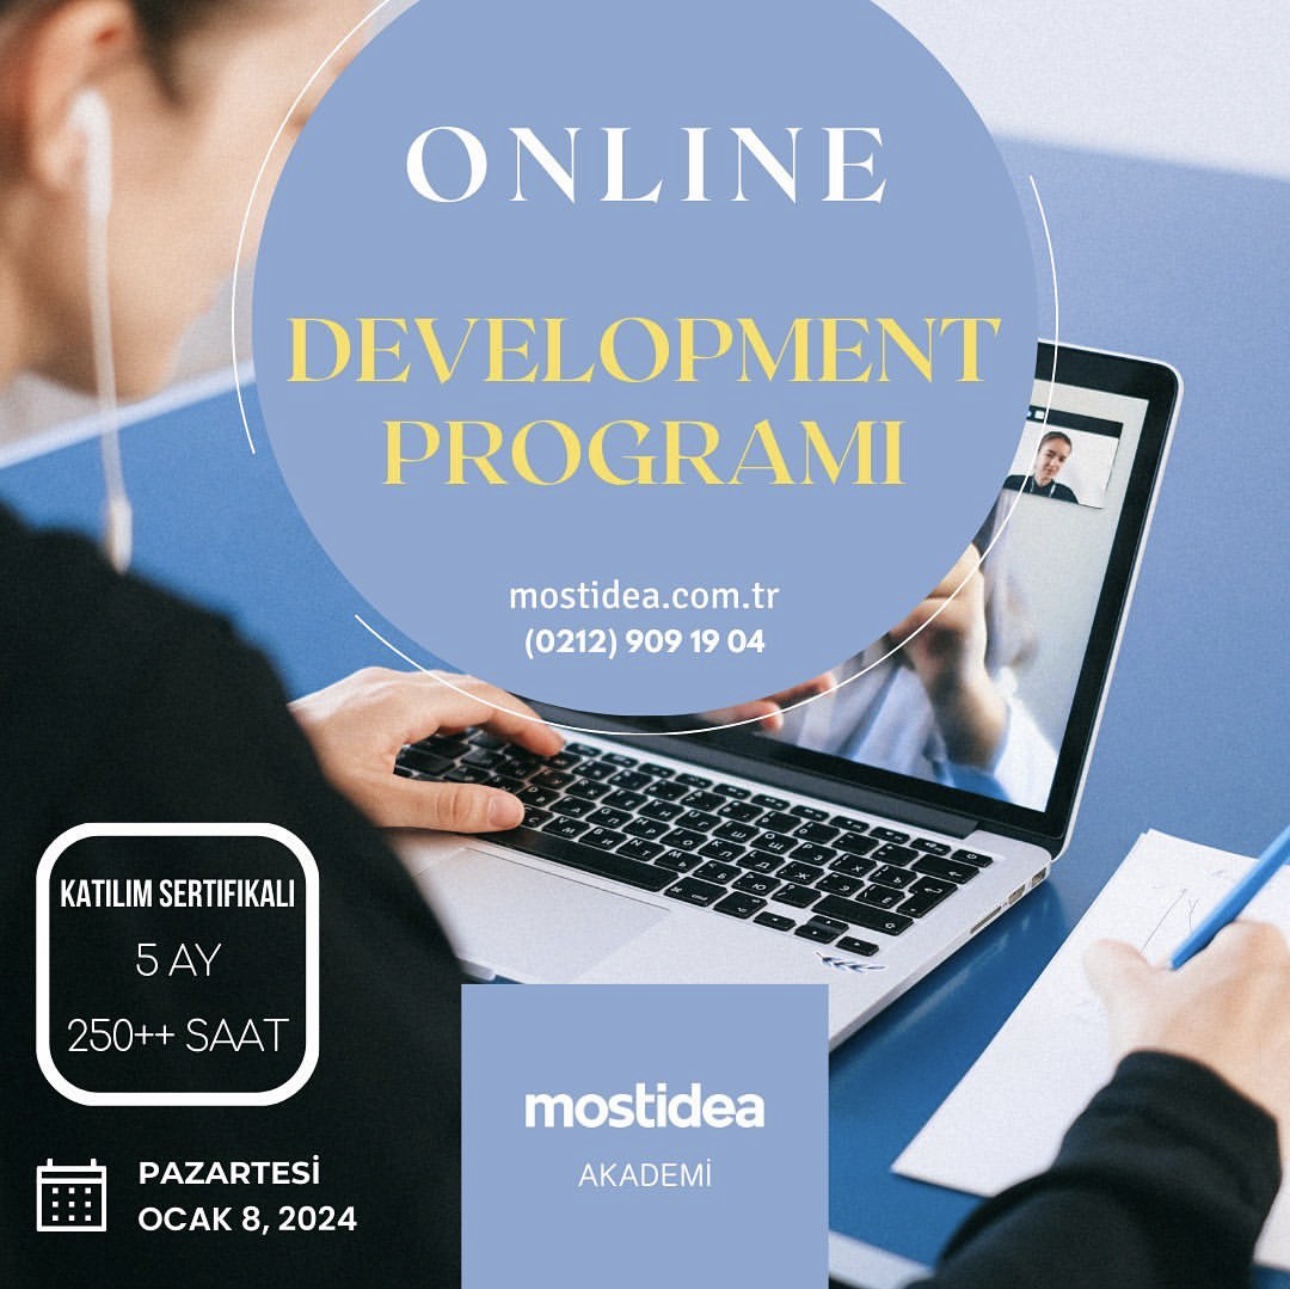 ONLINE
DEVELOPMENT
PROGRAMI
mostidea.com.tr
(0212) 909 19 04
KATILIM SERTIFIKALI
5 AY
250++ SAAT
PAZARTESİ
OCAK 8, 2024
mostidea
AKADEMİ